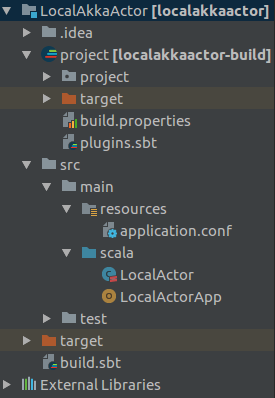 LocalAkkaActor [localakkaactor]
.idea
project [localakkaactor-build]
project
target
build.properties
plugins.sbt
src
main
resources
application.conf
scala
LocalActor
LocalActorApp
test
target
build.sbt
External Libraries